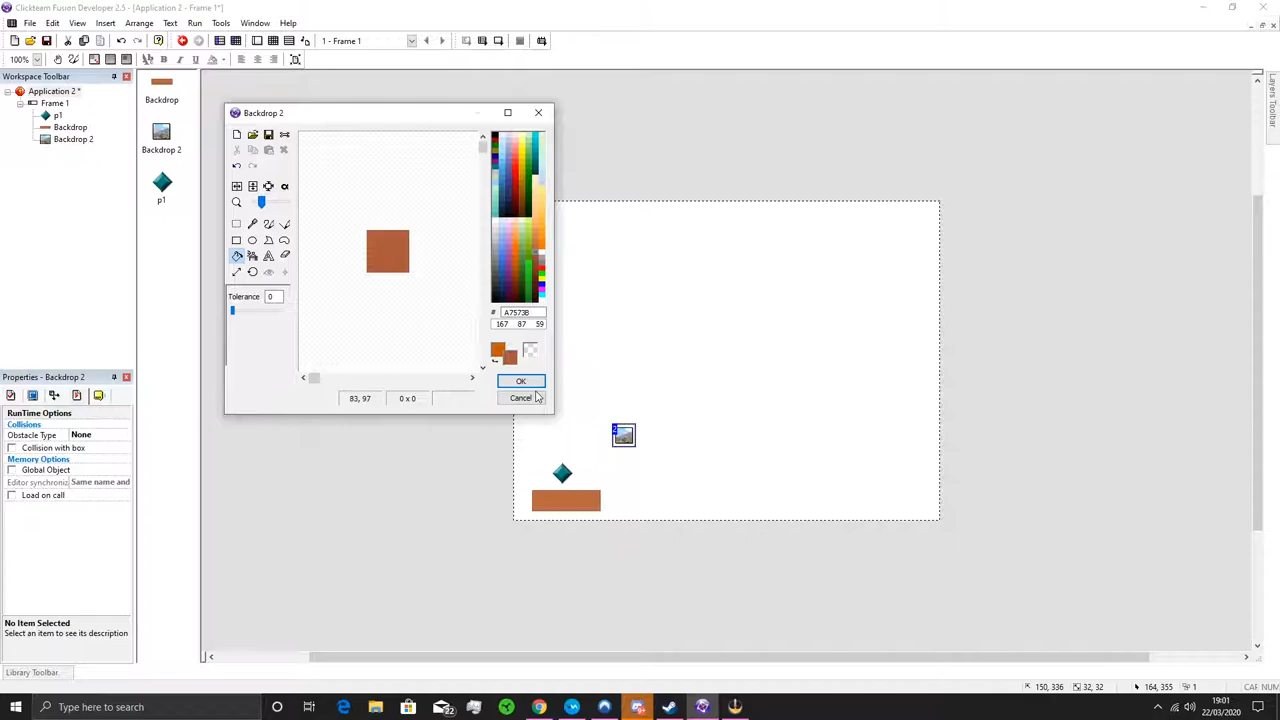 Clickteam Fusion Developer 2.5 - [Application 2 - Frame 1*]
File Edit View Insert Arrange Text Run Tools Window Help
1 - Frame 1
100%
Workspace Toolbar
Application 2 *
Frame 1
p1
Backdrop
Backdrop 2
Backdrop
Backdrop 2
p1
Backdrop 2
Tolerance 0
# A7573B
167 87 59
OK
Cancel
83, 97
0 x 0
2
Layers Toolbar
Properties - Backdrop 2
RunTime Options
Collisions
Obstacle Type None
Collision with box
Memory Options
Global Object
Editor synchroniz Same name and
Load on call
No Item Selected
Select an item to see its description
Library Toolbar
150, 336
32, 32
164, 355
1
CAF NUM
Type here to search
22
19:01
22/03/2020